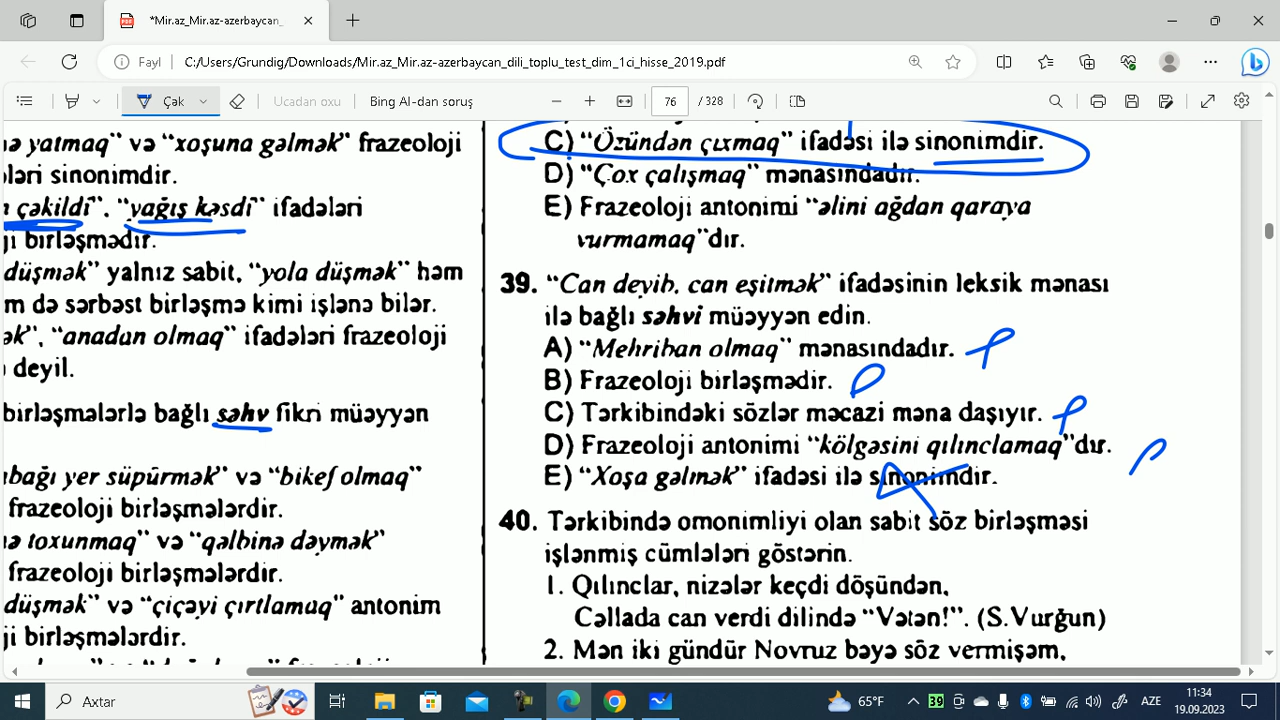 *Mir.az_Mir.az-azerbaycan_
Fayl
C:/Users/Grundig/Downloads/Mir.az_Mir.az-azerbaycan_dili_toplu_test_dim_1ci_hisse_2019.pdf
Çək
Ucadan oxu
Bing AI-dan soruş
76
/ 328
ə yatmaq” və “xoşuna gəlmək” frazeoloji
ləri sinonimdir.
çəkildi”, “yağış kəsdi” ifadələri
ji birləşmədir.
düşmək” yalnız sabit, “yola düşmək” həm
m də sərbəst birləşmə kimi işlənə bilər.
ək”, “anadan olmaq” ifadələri frazeoloji
deyil.
birləşmələrlə bağlı səhv fikri müəyyən
bağı yer süpürmək” və “bikef olmaq”
frazeoloji birləşmələrdir.
ə toxunmaq” və “qəlbinə dəymək”
frazeoloji birləşmələrdir.
düşmək” və “çiçəyi çırtlamaq” antonim
ji birləşmələrdir.
C) “Özündən çıxmaq” ifadəsi ilə sinonimdir.
D) “Çox çalışmaq” mənasındadır.
E) Frazeoloji antonimi “əlini ağdan qaraya
vurmamaq”dır.
39. “Can deyib, can eşitmək” ifadəsinin leksik mənası
ilə bağlı səhvi müəyyən edin.
A) “Mehriban olmaq” mənasındadır.
B) Frazeoloji birləşmədir.
C) Tərkibindəki sözlər məcazi məna daşıyır.
D) Frazeoloji antonimi “kölgəsini qılınclamaq”dır.
E) “Xoşa gəlmək” ifadəsi ilə sinonimdir.
40. Tərkibində omonimliyi olan sabit söz birləşməsi
işlənmiş cümlələri göstərin.
1. Qılınclar, nizələr keçdi döşündən,
Cəllada can verdi dilində “Vətən!”. (S.Vurğun)
2. Mən iki gündür Novruz bəyə söz vermişəm,
Axtar
65°F
39
AZE
11:34
19.09.2023